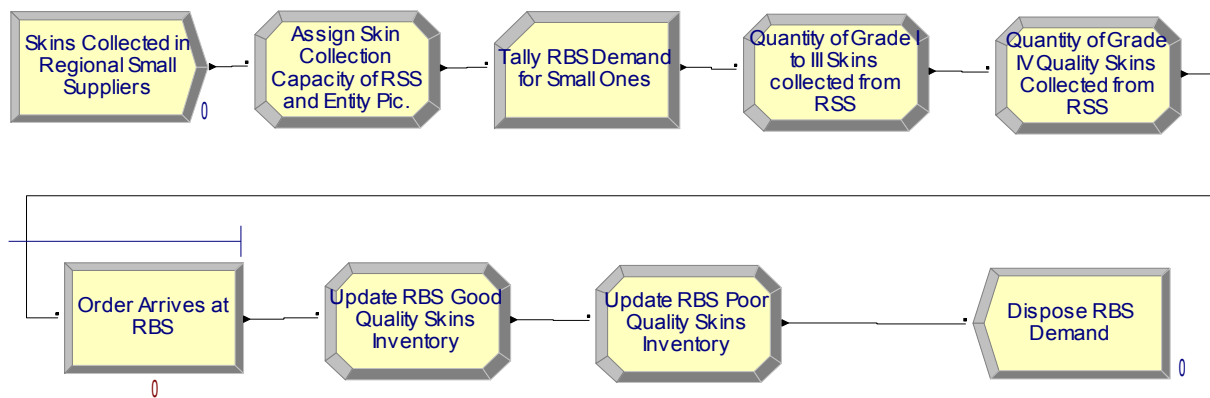 Skins Collected in
Regional Small
Suppliers
0
Assign Skin
Collection
Capacity of RSS
and Entity Pic.
Tally RBS Demand
for Small Ones
Quantity of Grade I
to III Skins
collected from
RSS
Quantity of Grade
IV Quality Skins
Collected from
RSS
Order Arrives at
RBS
0
Update RBS Good
Quality Skins
Inventory
Update RBS Poor
Quality Skins
Inventory
Dispose RBS
Demand
0